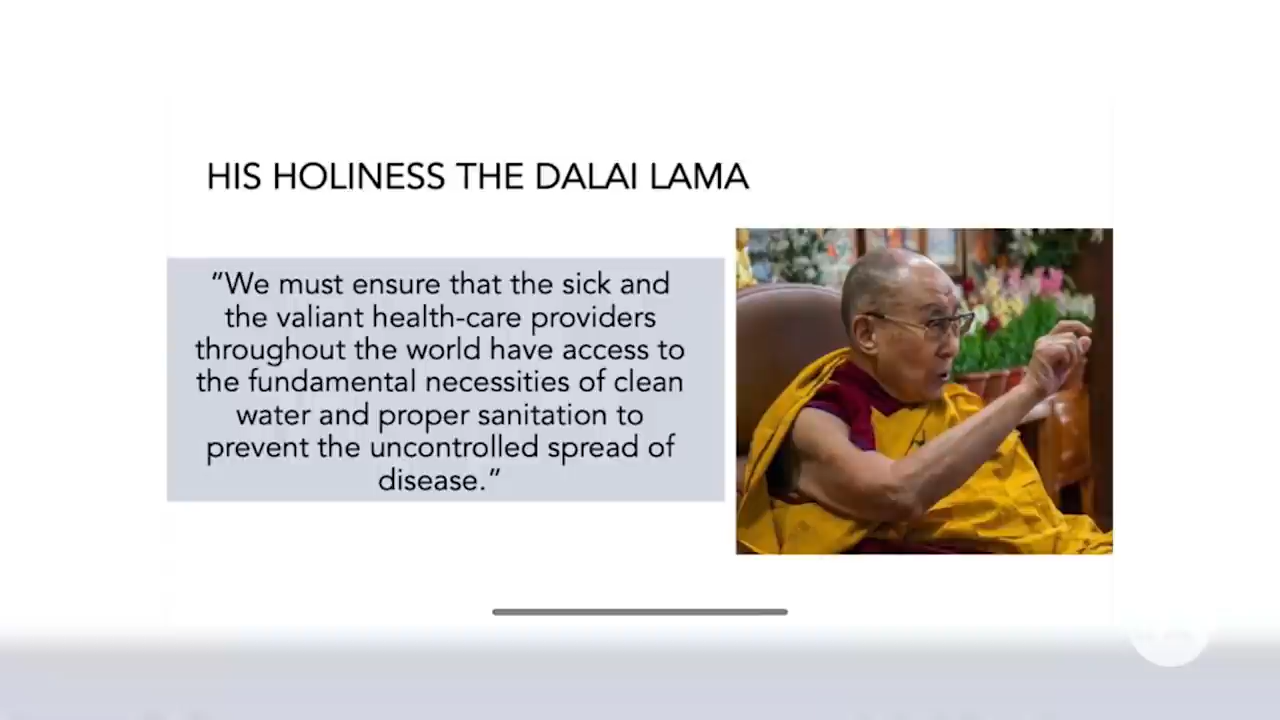 HIS HOLINESS THE DALAI LAMA
“We must ensure that the sick and
the valiant health-care providers
throughout the world have access to
the fundamental necessities of clean
water and proper sanitation to
prevent the uncontrolled spread of
disease.”